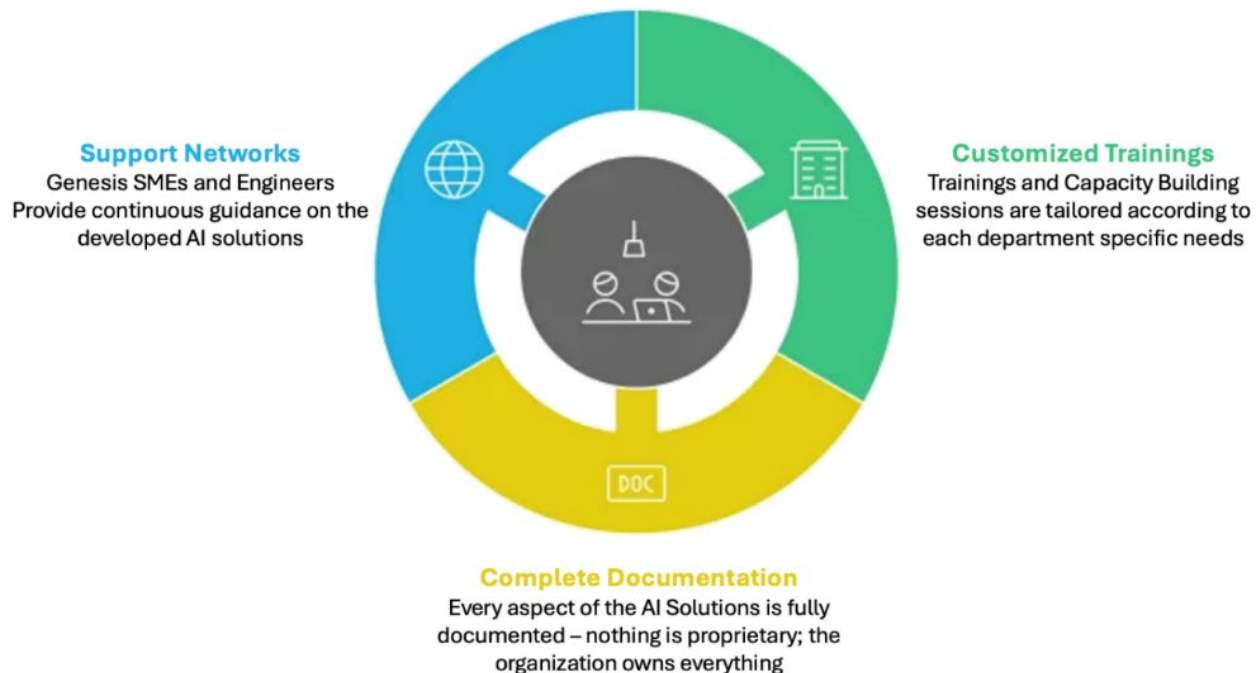 Support Networks
Genesis SMEs and Engineers
Provide continuous guidance on the
developed AI solutions
Customized Trainings
Trainings and Capacity Building
sessions are tailored according to
each department specific needs
DOC
Complete Documentation
Every aspect of the AI Solutions is fully
documented – nothing is proprietary; the
organization owns everything